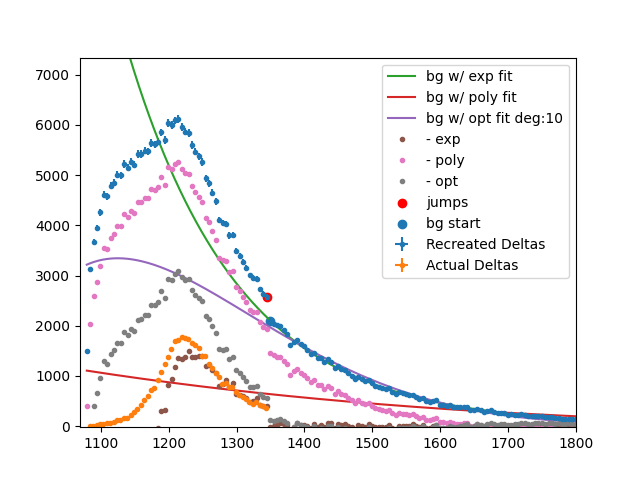 7000
6000
5000
4000
3000
2000
1000
0
1100 1200 1300 1400 1500 1600 1700 1800
bg w/ exp fit
bg w/ poly fit
bg w/ opt fit deg:10
- exp
- poly
- opt
jumps
bg start
Recreated Deltas
Actual Deltas